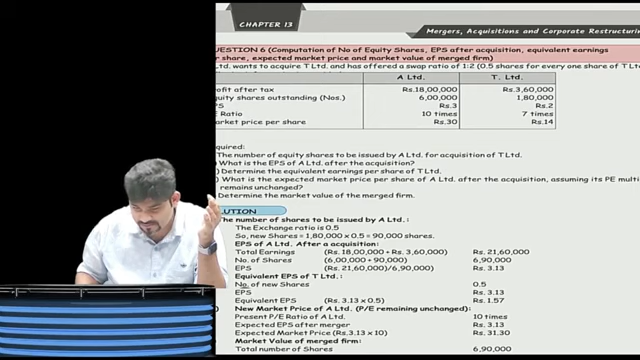 CHAPTER 13
Mergers, Acquisitions and Corporate Restructurin
UESTION 6 (Computation of No of Equity Shares, EPS after acquisition, equivalent earnings
er share, expected market price and market value of merged firm)
Ltd. wants to acquire T Ltd. and has offered a swap ratio of 1:2 (0.5 shares for every one share of T Ltd
A Ltd. T. Ltd.
rofit after tax Rs.18,00,000 Rs.3,60,000
quity shares outstanding (Nos.) 6,00,000 1,80,000
PS Rs.3 Rs.2
E Ratio 10 times 7 times
arket price per share Rs.30 Rs.14
equired:
The number of equity shares to be issued by A Ltd. for acquisition of T Ltd.
What is the EPS of A Ltd. after the acquisition?
) Determine the equivalent earnings per share of T Ltd.
) What is the expected market price per share of A Ltd. after the acquisition, assuming its PE multi
remains unchanged?
Determine the market value of the merged firm.
LUTION
The number of shares to be issued by A Ltd.:
The Exchange ratio is 0.5
So, new Shares = 1,80,000 x 0.5 = 90,000 shares.
EPS of A Ltd. After a acquisition:
Total Earnings (Rs.18,00,000 + Rs.3,60,000) Rs.21,60,000
No. of Shares (6,00,000 + 90,000) 6,90,000
EPS (Rs.21,60,000)/6,90,000) Rs.3.13
Equivalent EPS of T Ltd.:
No. of new Shares 0.5
EPS Rs.3.13
Equivalent EPS (Rs.3.13 x 0.5) Rs.1.57
) New Market Price of A Ltd. (P/E remaining unchanged):
Present P/E Ratio of A Ltd. 10 times
Expected EPS after merger Rs.3.13
Expected Market Price (Rs.3.13 x 10) Rs.31.30
Market Value of merged firm:
Total number of Shares 6,90,000